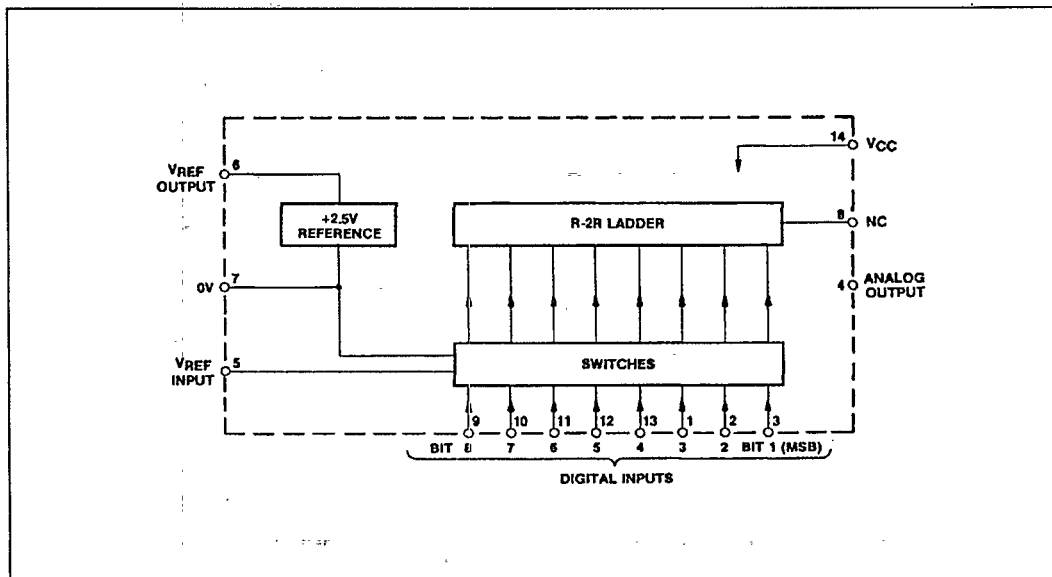 14 VCC
VREF OUTPUT 6
+2.5V
REFERENCE
R-2R LADDER
8 NC
0V 7
4 ANALOG OUTPUT
VREF INPUT 5
SWITCHES
9 10 11 12 13 1 2 3
BIT 8 7 6 5 4 3 2 BIT 1 (MSB)
DIGITAL INPUTS